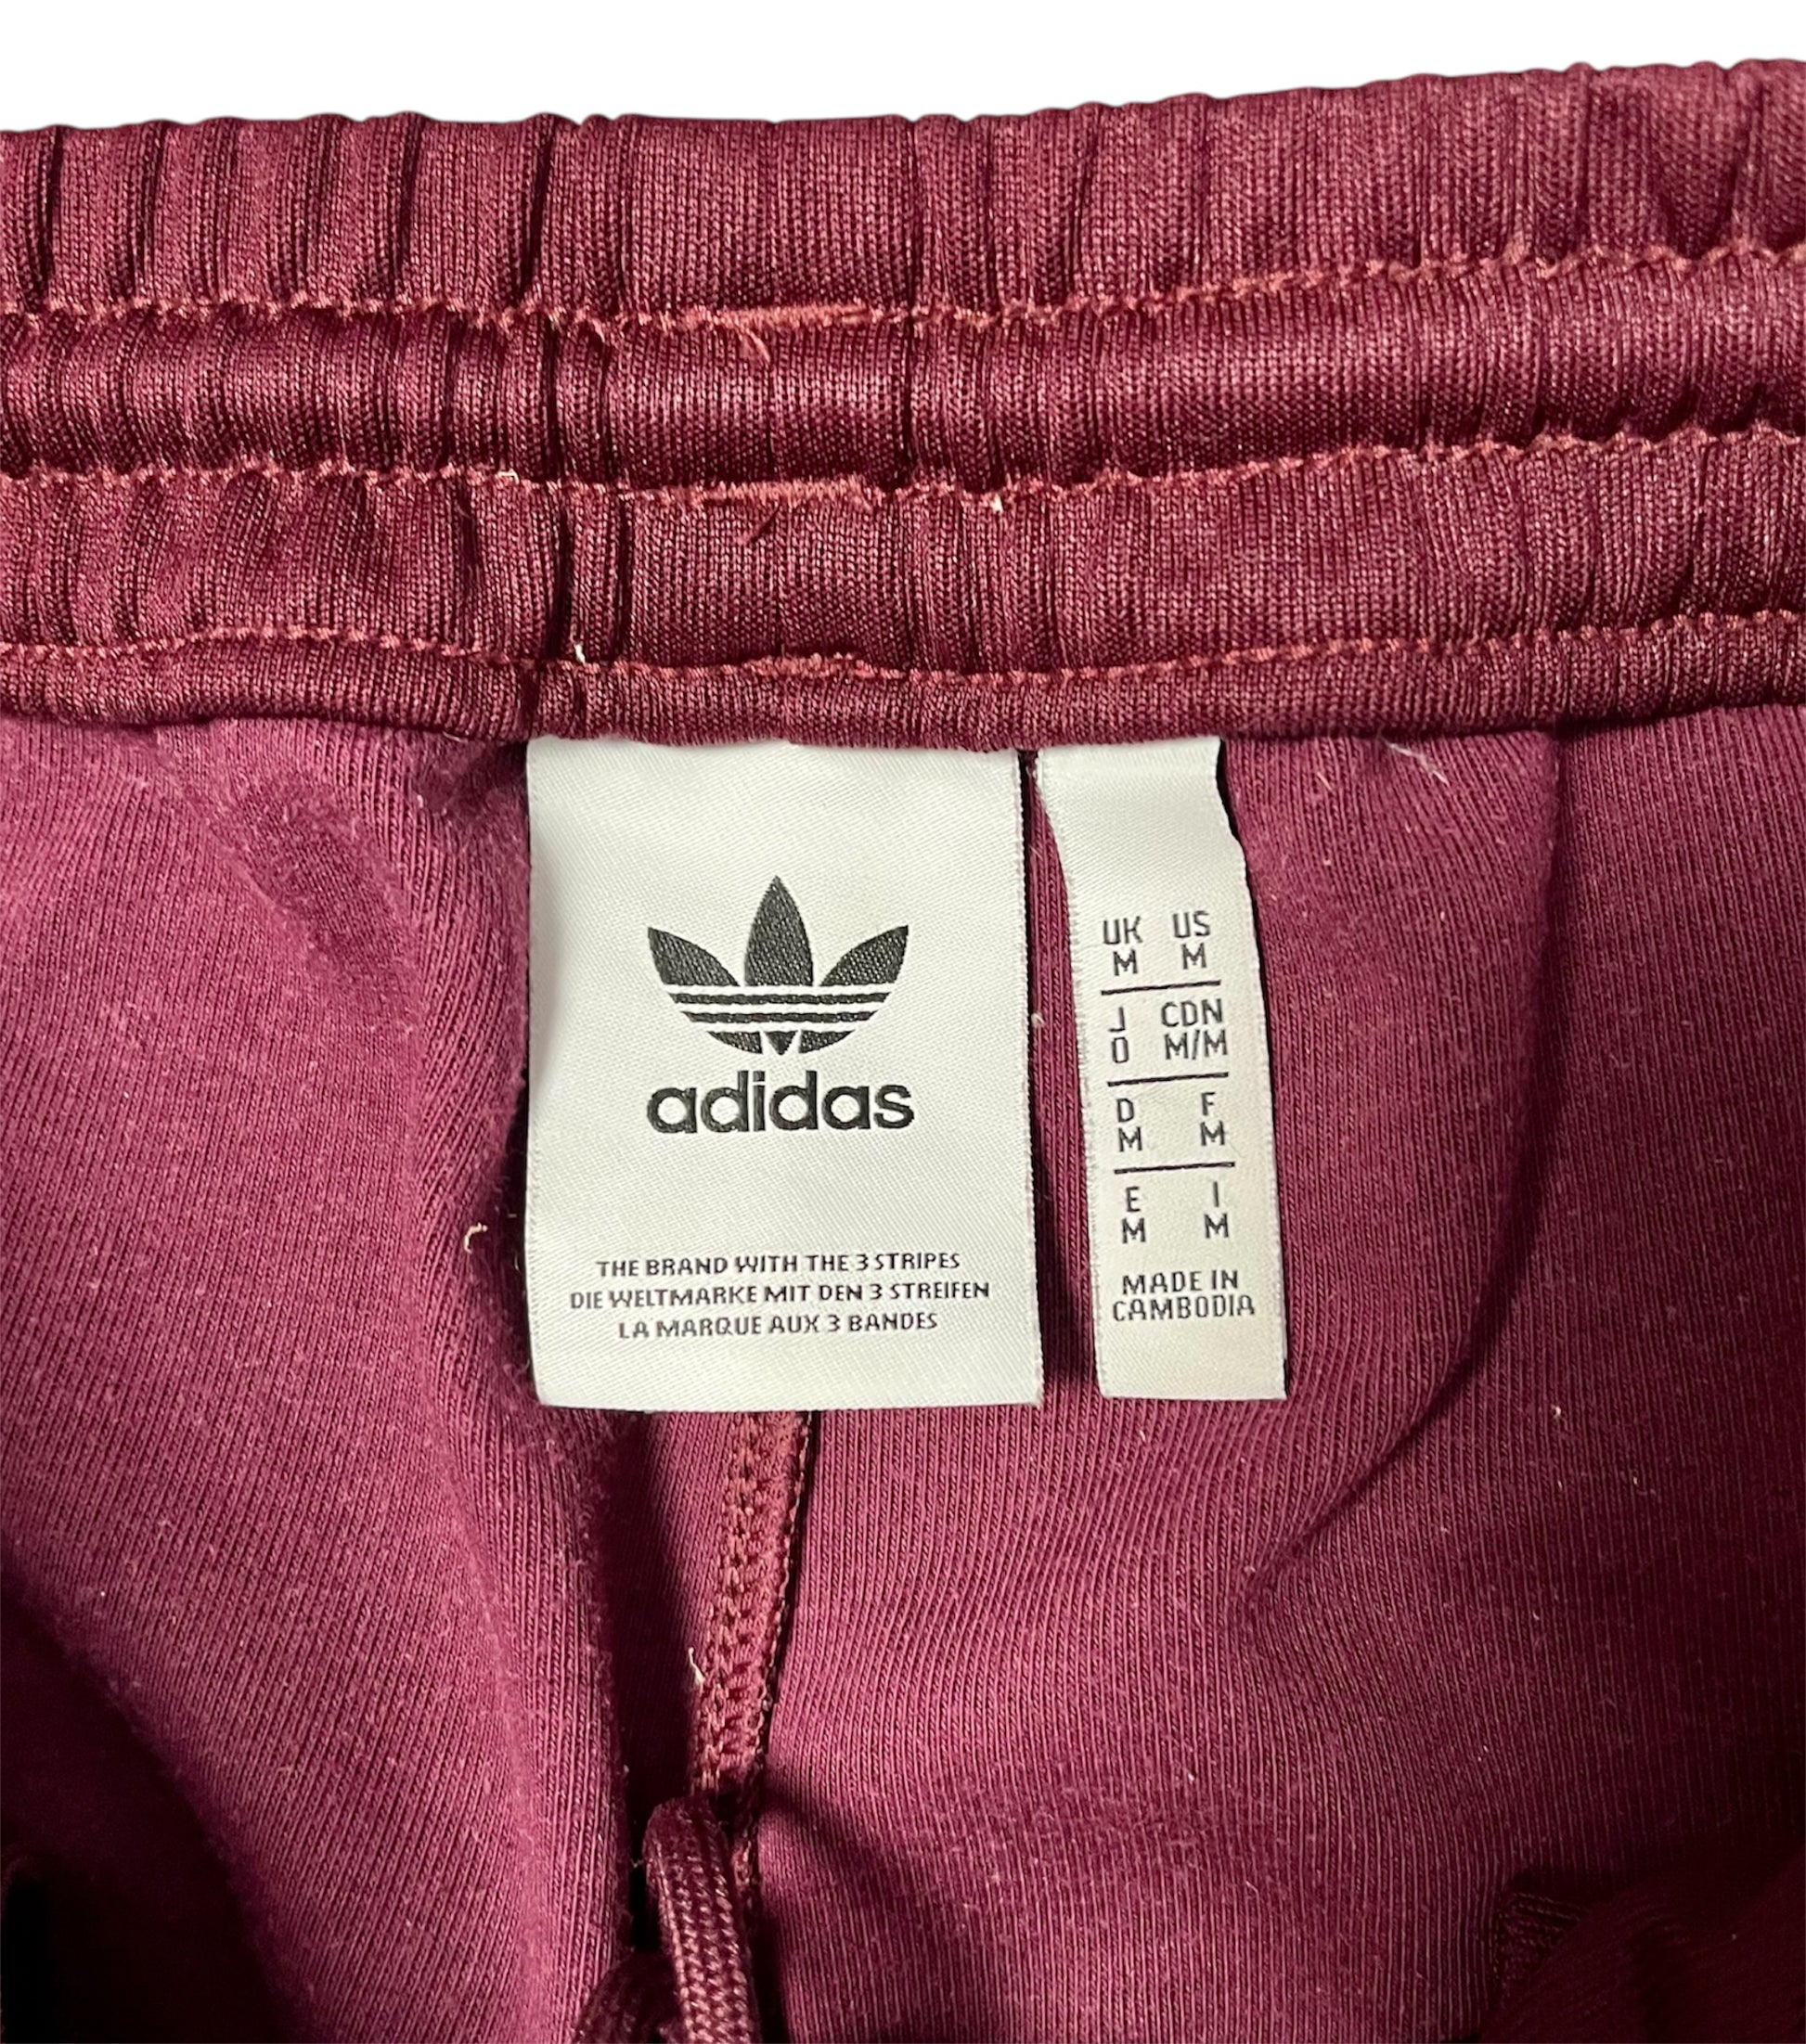 adidas
THE BRAND WITH THE 3 STRIPES
DIE WELTMARKE MIT DEN 3 STREIFEN
LA MARQUE AUX 3 BANDES
UK US
M M
J CDN
O M/M
D F
M M
E I
M M
MADE IN
CAMBODIA